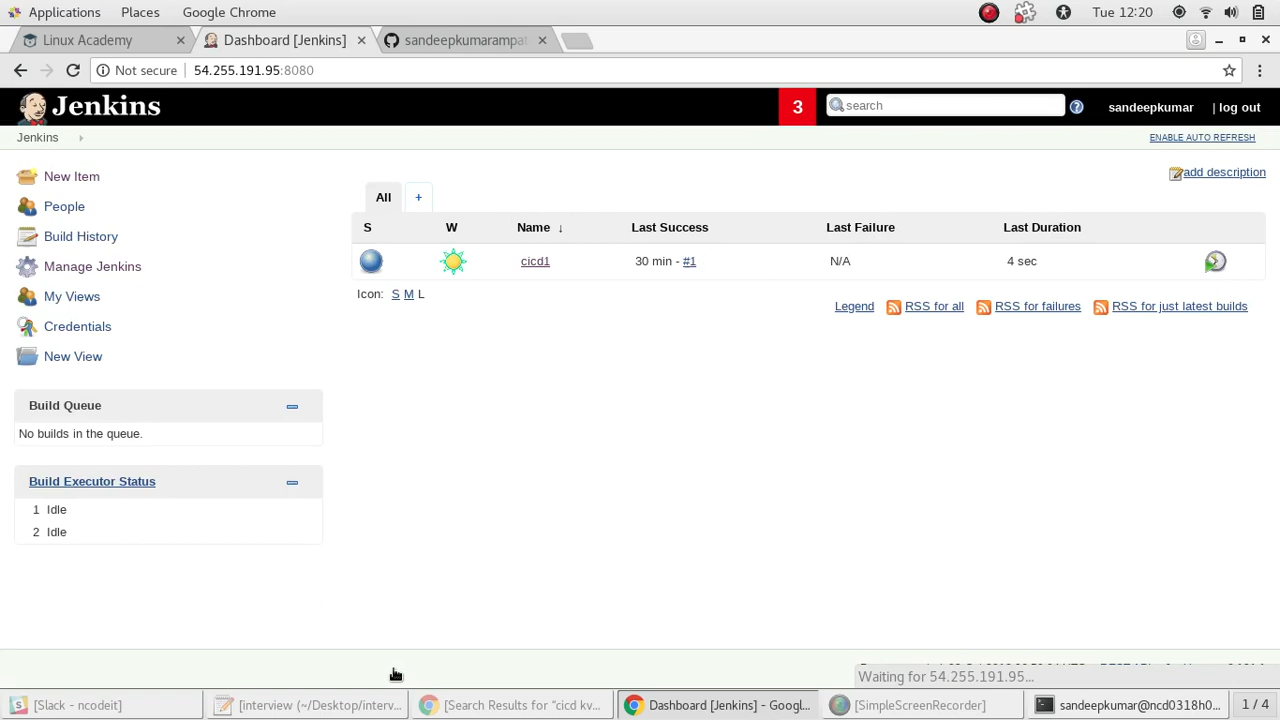 Applications Places Google Chrome Tue 12:20
Linux Academy Dashboard [Jenkins] sandeepkumarampat
Not secure 54.255.191.95:8080
Jenkins 3 search sandeepkumar | log out
Jenkins ENABLE AUTO REFRESH
add description
New Item
People
Build History
Manage Jenkins
My Views
Credentials
New View
Build Queue
No builds in the queue.
Build Executor Status
1 Idle
2 Idle
All +
S W Name ↓ Last Success Last Failure Last Duration
cicd1 30 min - #1 N/A 4 sec
Icon: S M L
Legend RSS for all RSS for failures RSS for just latest builds
Waiting for 54.255.191.95...
[Slack - ncodeit] [Interview (~/Desktop/interv... [Search Results for "cicd kv... Dashboard [Jenkins] - Googl... [SimpleScreenRecorder] sandeepkumar@ncd0318h0... 1 / 4